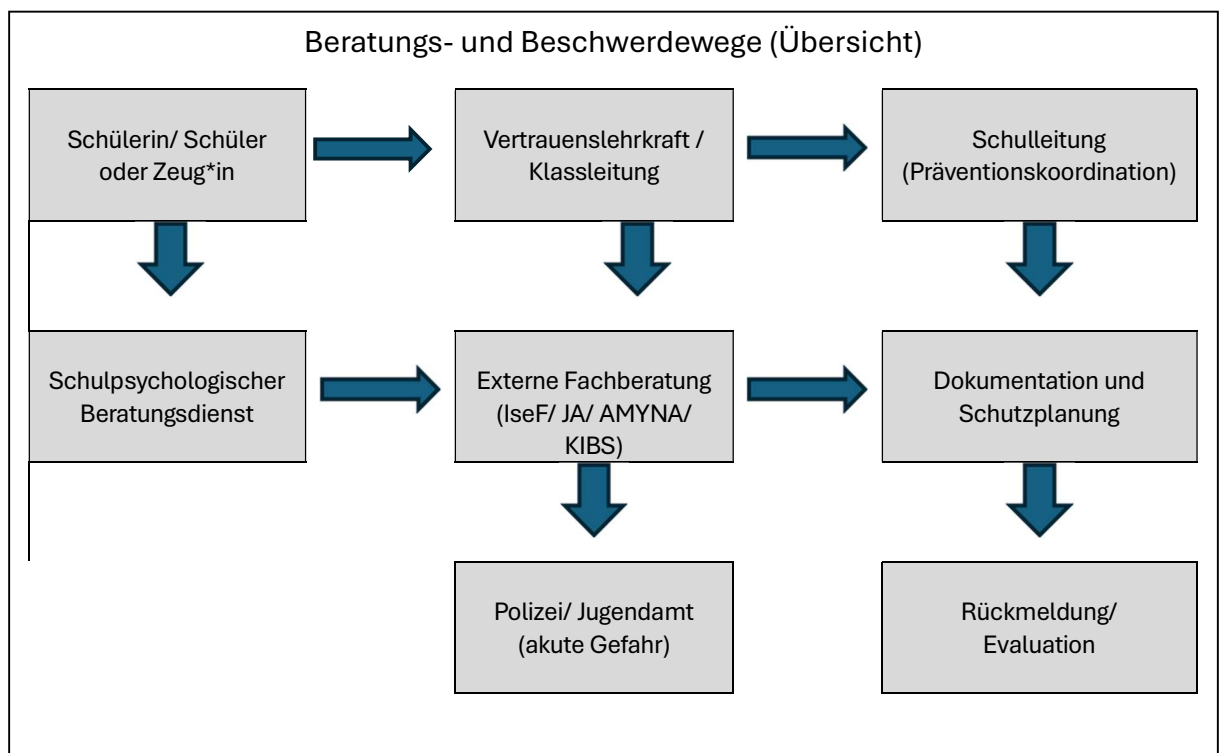 Beratungs- und Beschwerdewege (Übersicht)
Schülerin/ Schüler
oder Zeug*in
Vertrauenslehrkraft /
Klassleitung
Schulleitung
(Präventionskoordination)
Schulpsychologischer
Beratungsdienst
Externe Fachberatung
(IseF/ JA/ AMYNA/
KIBS)
Dokumentation und
Schutzplanung
Polizei/ Jugendamt
(akute Gefahr)
Rückmeldung/
Evaluation